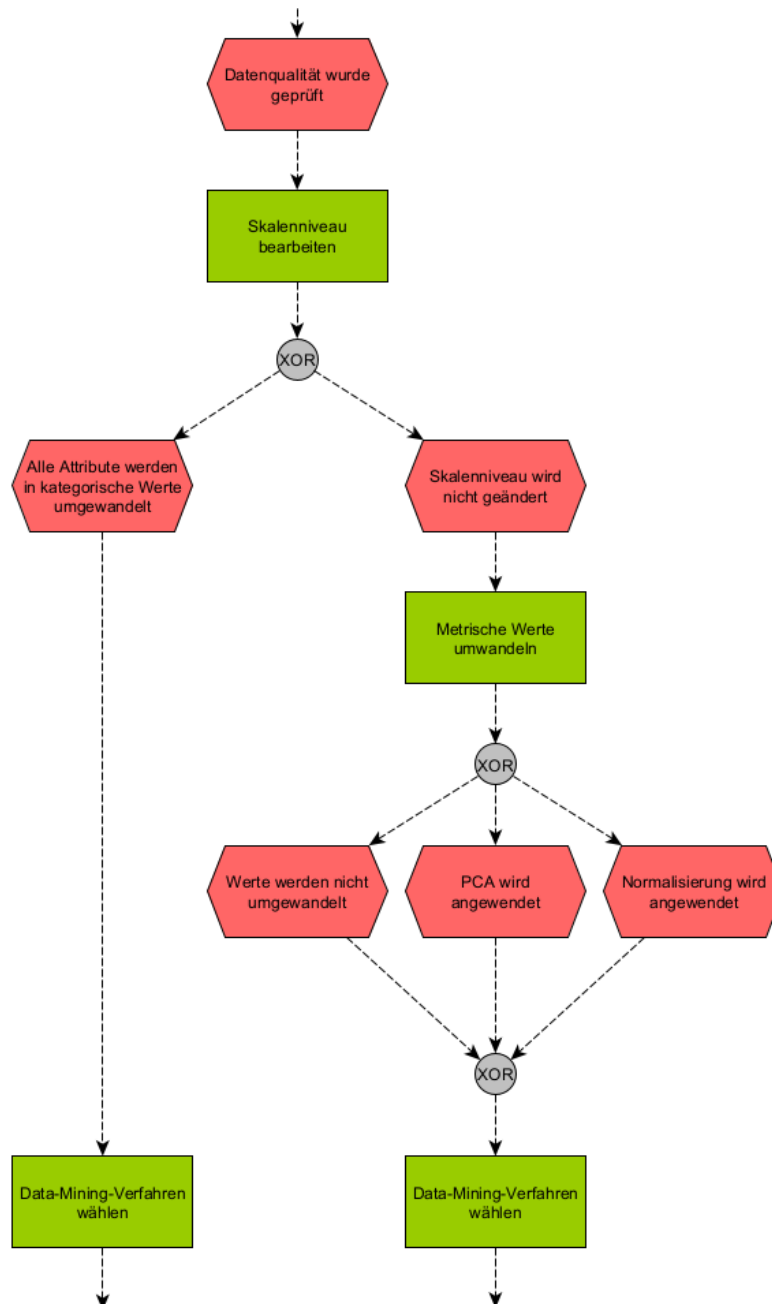 Datenqualität wurde
geprüft
Skalenniveau
bearbeiten
XOR
Alle Attribute werden
in kategorische Werte
umgewandelt
Skalenniveau wird
nicht geändert
Metrische Werte
umwandeln
XOR
Werte werden nicht
umgewandelt
PCA wird
angewendet
Normalisierung wird
angewendet
XOR
Data-Mining-Verfahren
wählen
Data-Mining-Verfahren
wählen